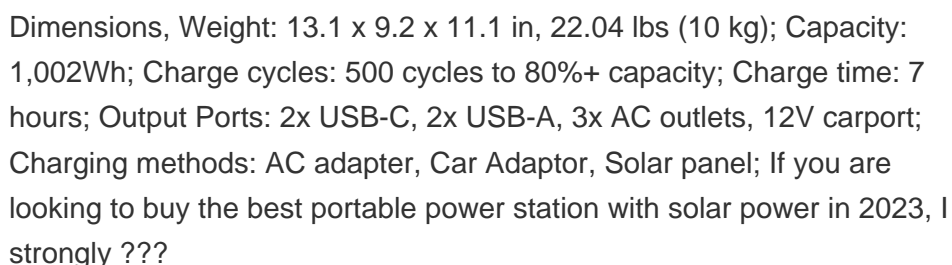 Dimensions, Weight: 13.1 x 9.2 x 11.1 in, 22.04 lbs (10 kg); Capacity:
1,002Wh; Charge cycles: 500 cycles to 80%+ capacity; Charge time: 7
hours; Output Ports: 2x USB-C, 2x USB-A, 3x AC outlets, 12V carport;
Charging methods: AC adapter, Car Adaptor, Solar panel; If you are
looking to buy the best portable power station with solar power in 2023, I
strongly ???